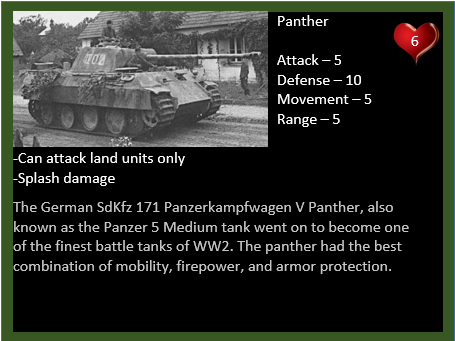 Panther
6
Attack – 5
Defense – 10
Movement – 5
Range – 5
-Can attack land units only
-Splash damage
The German SdKfz 171 Panzerkampfwagen V Panther, also
known as the Panzer 5 Medium tank went on to become one
of the finest battle tanks of WW2. The panther had the best
combination of mobility, firepower, and armor protection.